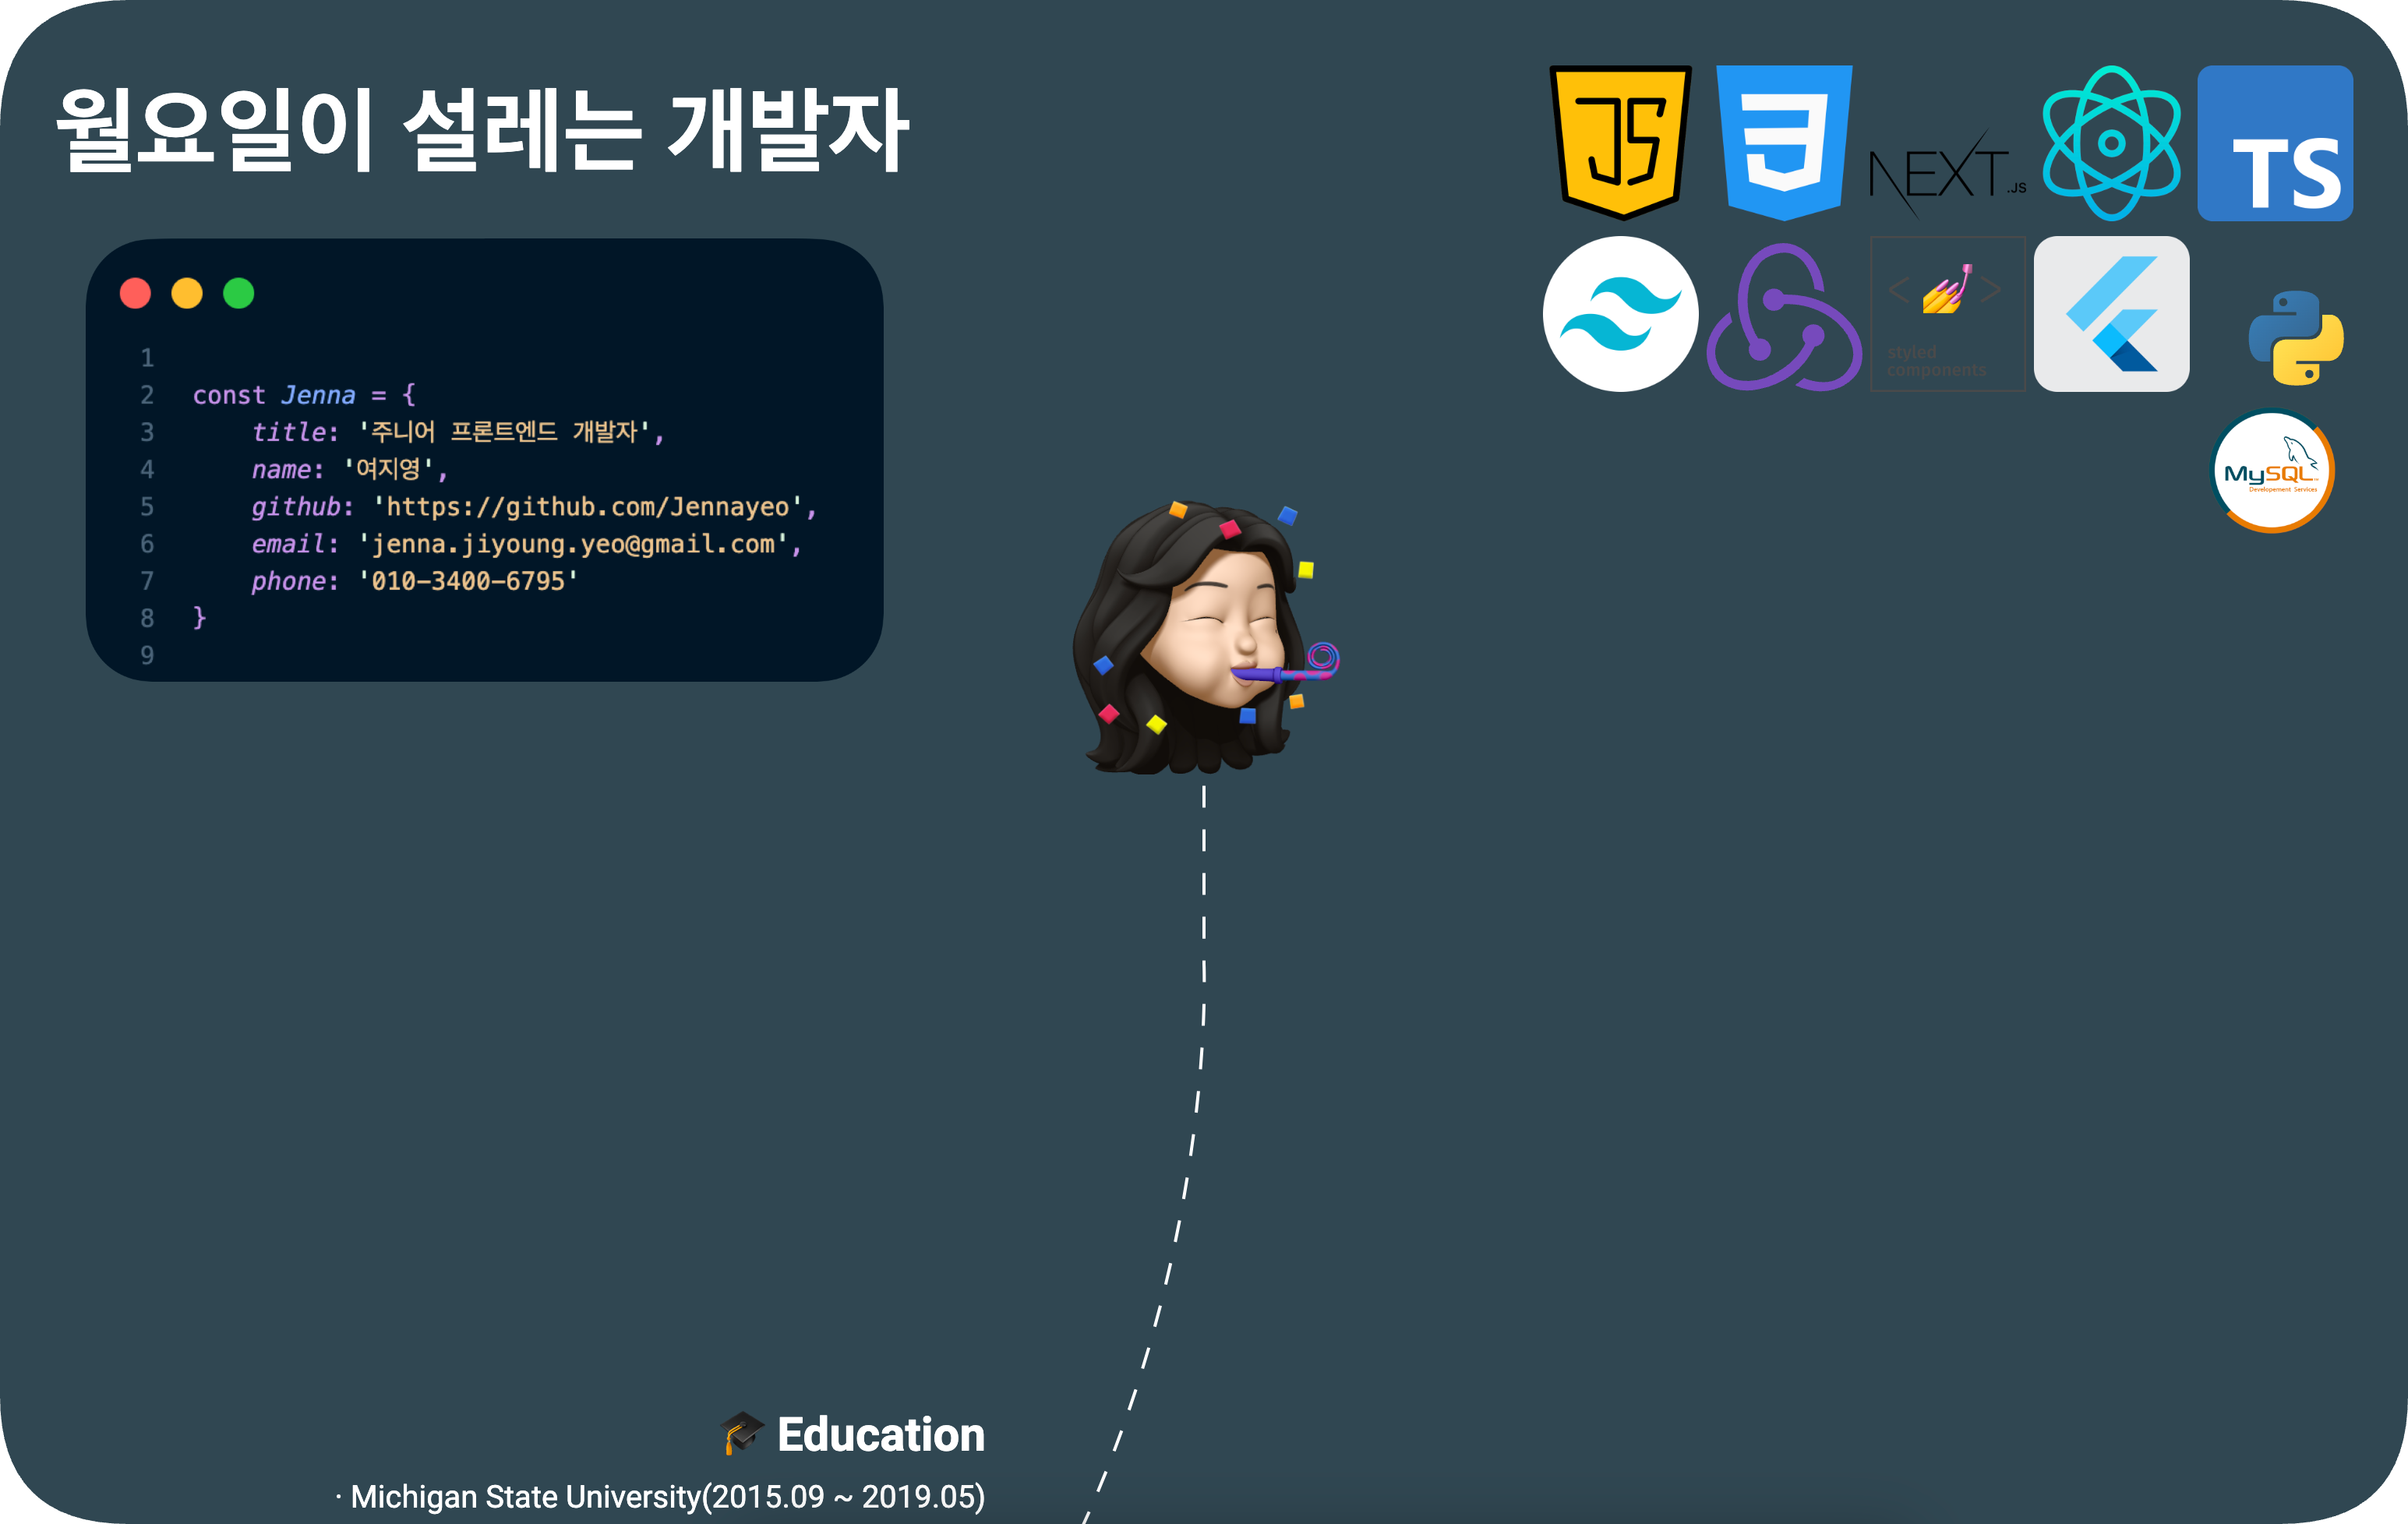 월요일이 설레는 개발자
1
2 const Jenna = {
3 title: '주니어 프론트엔드 개발자',
4 name: '여지영',
5 github: 'https://github.com/Jennayeo',
6 email: 'jenna.jiyoung.yeo@gmail.com',
7 phone: '010-3400-6795'
8 }
9
JS
NEXT.JS
TS
< >
styled
components
MySQL™
Developement Services
🎓 Education
· Michigan State University(2015.09 ~ 2019.05)